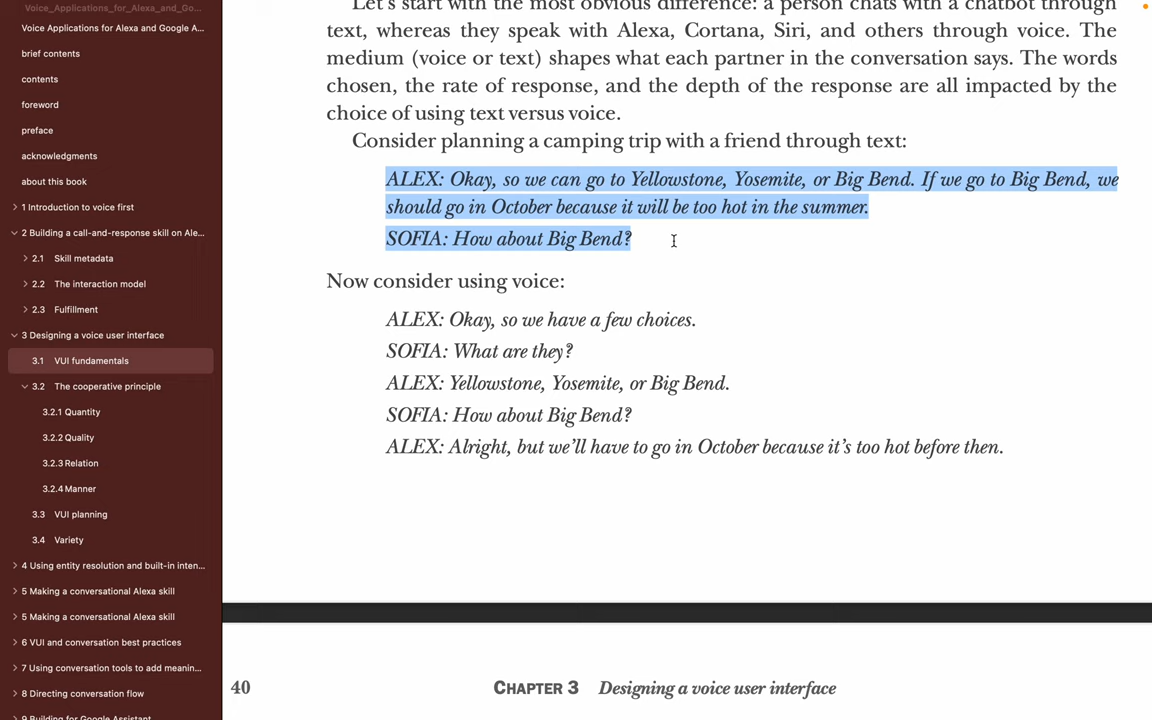 Voice_Applications_for_Alexa_and_Go...
Voice Applications for Alexa and Google A...
brief contents
contents
foreword
preface
acknowledgments
about this book
1 Introduction to voice first
2 Building a call-and-response skill on Ale...
2.1 Skill metadata
2.2 The interaction model
2.3 Fulfillment
3 Designing a voice user interface
3.1 VUI fundamentals
3.2 The cooperative principle
3.2.1 Quantity
3.2.2 Quality
3.2.3 Relation
3.2.4 Manner
3.3 VUI planning
3.4 Variety
4 Using entity resolution and built-in inten...
5 Making a conversational Alexa skill
5 Making a conversational Alexa skill
6 VUI and conversation best practices
7 Using conversation tools to add meanin...
8 Directing conversation flow
9 Building for Google Assistant
Let's start with the most obvious difference: a person chats with a chatbot through
text, whereas they speak with Alexa, Cortana, Siri, and others through voice. The
medium (voice or text) shapes what each partner in the conversation says. The words
chosen, the rate of response, and the depth of the response are all impacted by the
choice of using text versus voice.
Consider planning a camping trip with a friend through text:
ALEX: Okay, so we can go to Yellowstone, Yosemite, or Big Bend. If we go to Big Bend, we
should go in October because it will be too hot in the summer.
SOFIA: How about Big Bend?
Now consider using voice:
ALEX: Okay, so we have a few choices.
SOFIA: What are they?
ALEX: Yellowstone, Yosemite, or Big Bend.
SOFIA: How about Big Bend?
ALEX: Alright, but we'll have to go in October because it's too hot before then.
40 CHAPTER 3 Designing a voice user interface